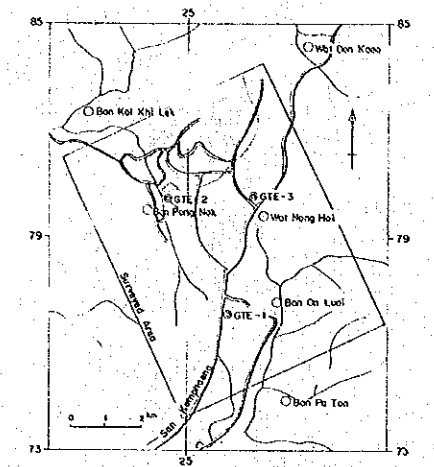 85
25
85
Wat Don Kaeo
Ban Kai Khi Lek
GTE-3
GTE-2
Ban Pong Nok
Wat Nong Hoi
79
79
Surveyed Area
Ban On Luai
GTE-1
San Kamphaeng
Ban Pa Tan
0 1 2 km
73
25
73